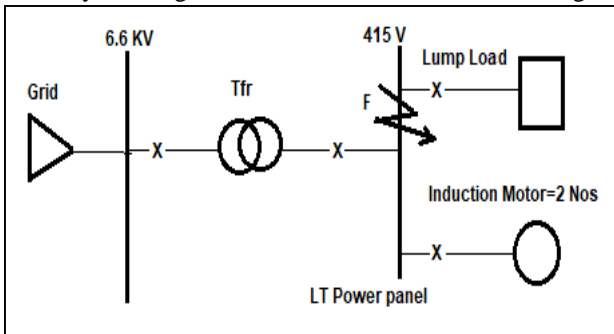 6.6 KV
415 V
Lump Load
Grid
Tfr
F
X
X
X
Induction Motor=2 Nos
X
LT Power panel